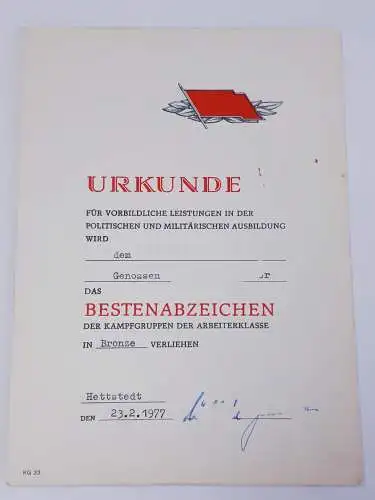 URKUNDE
FÜR VORBILDLICHE LEISTUNGEN IN DER
POLITISCHEN UND MILITÄRISCHEN AUSBILDUNG
WIRD
dem
Genossen
DAS
BESTENABZEICHEN
DER KAMPFGRUPPEN DER ARBEITERKLASSE
IN Bronze VERLIEHEN
Hettstedt
DEN 23.2.1977
KG 33